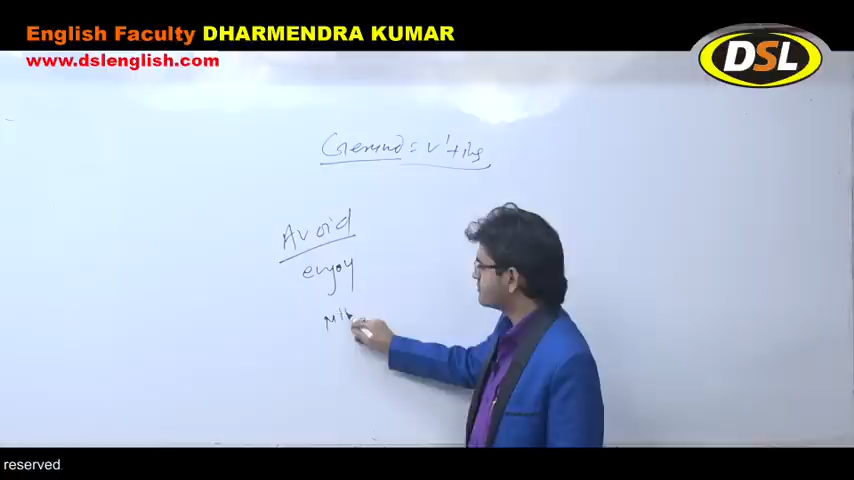 English Faculty DHARMENDRA KUMAR
www.dslenglish.com
DSL
Gerund = V¹+ing
Avoid
enjoy
reserved